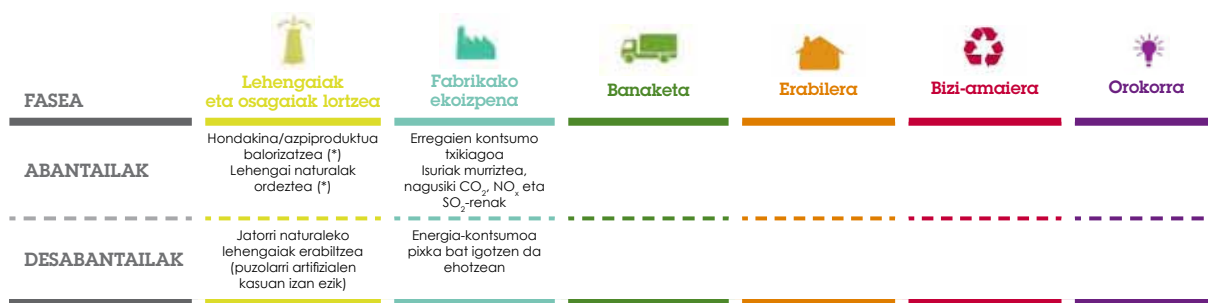 FASEA
Lehengaiak
eta osagaiak lortzea
Fabrikako
ekoizpena
Banaketa
Erabilera
Bizi-amaiera
Orokorra
ABANTAILAK
Hondakina/azpiproduktua
balorizatzea (*)
Lehengai naturalak
ordeztea (*)
Erregaien kontsumo
txikiagoa
Isuriak murriztea,
nagusiki CO₂, NOₓ eta
SO₂-renak
DESABANTAILAK
Jatorri naturaleko
lehengaiak erabiltzea
(puzolarri artifizialen
kasuan izan ezik)
Energia-kontsumoa
pixka bat igotzen da
ehotzean